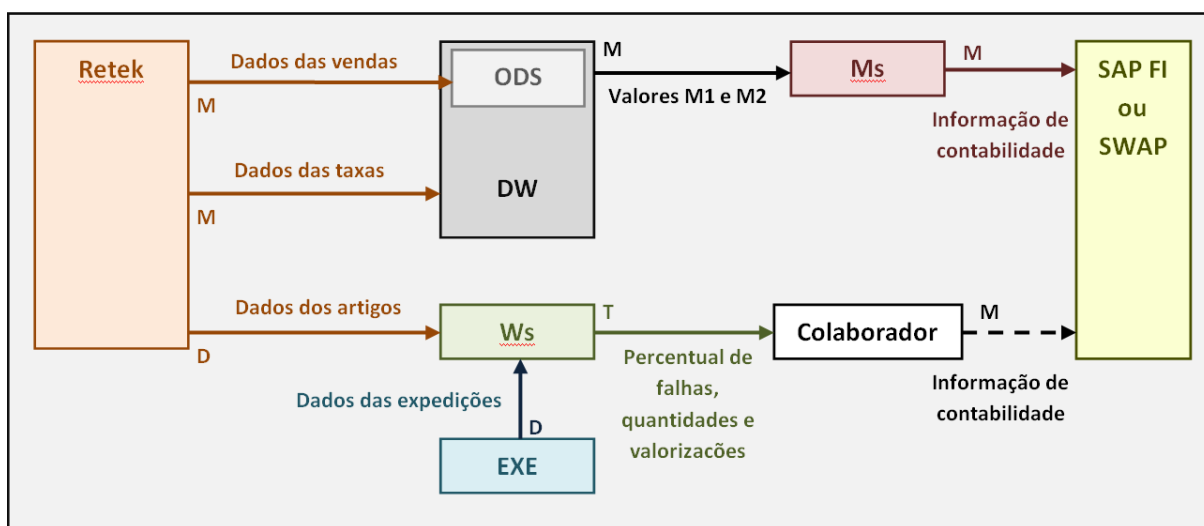 Retek
Dados das vendas
M
ODS
M
Valores M1 e M2
Ms
M
Informação de
contabilidade
SAP FI
ou
SWAP
Dados das taxas
M
DW
Dados dos artigos
D
Ws
T
Percentual de
falhas,
quantidades e
valorizacões
Colaborador
M
Informação de
contabilidade
Dados das expedições
D
EXE